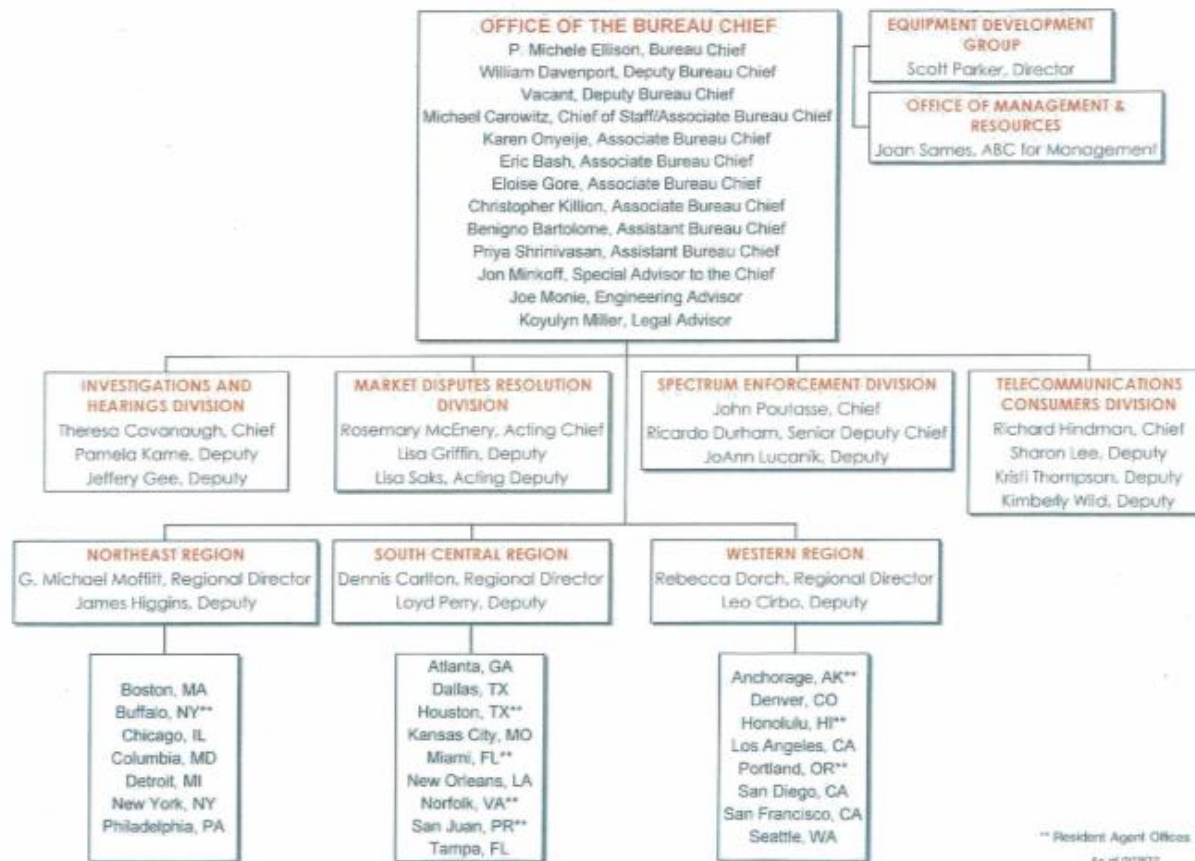 OFFICE OF THE BUREAU CHIEF
P. Michele Ellison, Bureau Chief
William Davenport, Deputy Bureau Chief
Vacant, Deputy Bureau Chief
Michael Carowitz, Chief of Staff/Associate Bureau Chief
Karen Onyeije, Associate Bureau Chief
Eric Bash, Associate Bureau Chief
Eloise Gore, Associate Bureau Chief
Christopher Killion, Associate Bureau Chief
Benigno Bartolome, Assistant Bureau Chief
Priya Shrinivasan, Assistant Bureau Chief
Jon Minkoff, Special Advisor to the Chief
Joe Monie, Engineering Advisor
Koyulyn Miller, Legal Advisor
EQUIPMENT DEVELOPMENT
GROUP
Scott Parker, Director
OFFICE OF MANAGEMENT &
RESOURCES
Joan Sames, ABC for Management
INVESTIGATIONS AND
HEARINGS DIVISION
Theresa Cavanaugh, Chief
Pamela Kane, Deputy
Jeffery Gee, Deputy
MARKET DISPUTES RESOLUTION
DIVISION
Rosemary McEnery, Acting Chief
Lisa Griffin, Deputy
Lisa Saks, Acting Deputy
SPECTRUM ENFORCEMENT DIVISION
John Poutasse, Chief
Ricardo Durham, Senior Deputy Chief
JoAnn Lucanik, Deputy
TELECOMMUNICATIONS
CONSUMERS DIVISION
Richard Hindman, Chief
Sharon Lee, Deputy
Kristi Thompson, Deputy
Kimberly Wild, Deputy
NORTHEAST REGION
G. Michael Moffitt, Regional Director
James Higgins, Deputy
SOUTH CENTRAL REGION
Dennis Carlton, Regional Director
Loyd Perry, Deputy
WESTERN REGION
Rebecca Dorch, Regional Director
Leo Cirbo, Deputy
Boston, MA
Buffalo, NY**
Chicago, IL
Columbia, MD
Detroit, MI
New York, NY
Philadelphia, PA
Atlanta, GA
Dallas, TX
Houston, TX**
Kansas City, MO
Miami, FL**
New Orleans, LA
Norfolk, VA**
San Juan, PR**
Tampa, FL
Anchorage, AK**
Denver, CO
Honolulu, HI**
Los Angeles, CA
Portland, OR**
San Diego, CA
San Francisco, CA
Seattle, WA
** Resident Agent Offices
As of